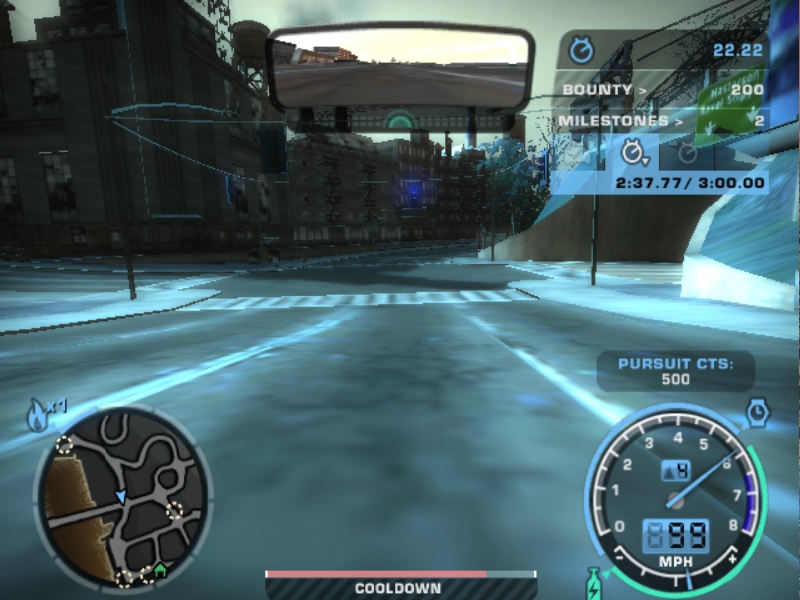 22.22
BOUNTY > 200
MILESTONES > 2
2:37.77/ 3:00.00
PURSUIT CTS:
500
x1
0 1 2 3 4 5 6 7 8
4
99
MPH
COOLDOWN